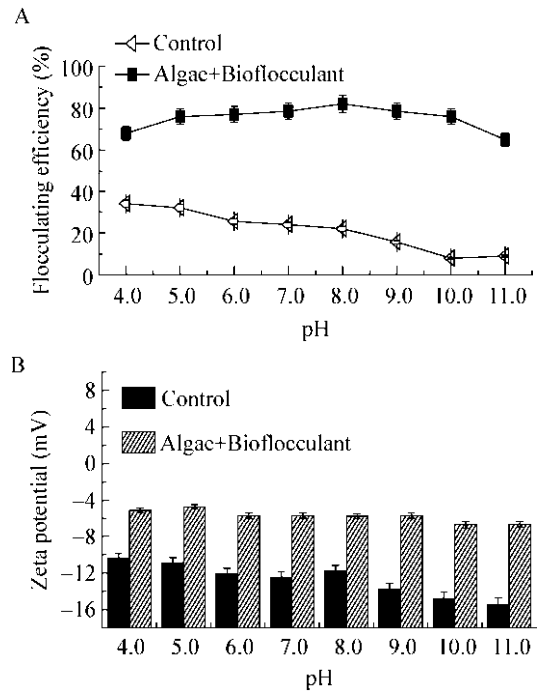 A
Control
Algac+Bioflocculant
Flocculating efficiency (%)
100
80
60
40
20
0
4.0 5.0 6.0 7.0 8.0 9.0 10.0 11.0
pH
B
Control
Algac+Bioflocculant
Zeta potential (mV)
8
4
0
−4
−8
−12
−16
4.0 5.0 6.0 7.0 8.0 9.0 10.0 11.0
pH